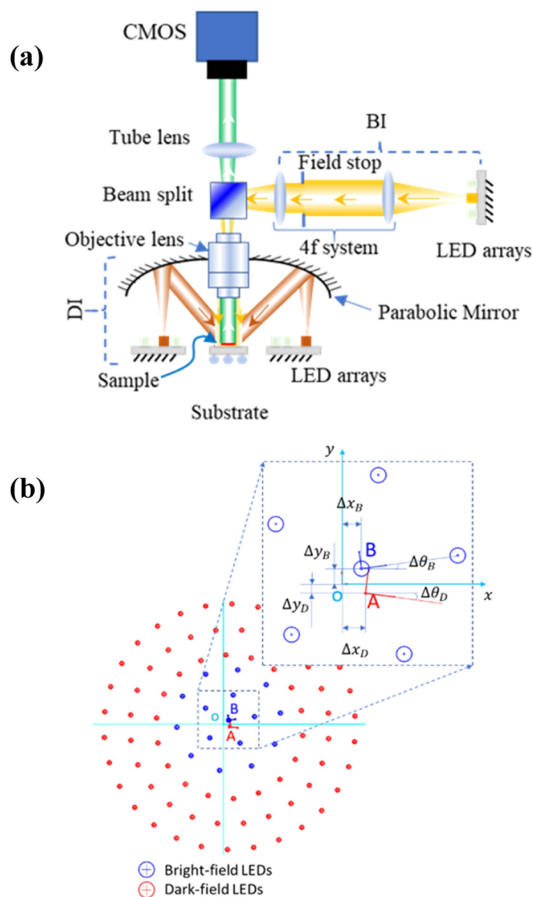 (a)
CMOS
Tube lens
BI
Field stop
Beam split
Objective lens
4f system
LED arrays
DI
Parabolic Mirror
Sample
LED arrays
Substrate
(b)
y
Δx_B
B
Δy_B
Δθ_B
O
x
Δy_D
A
Δθ_D
Δx_D
O
B
A
Bright-field LEDs
Dark-field LEDs